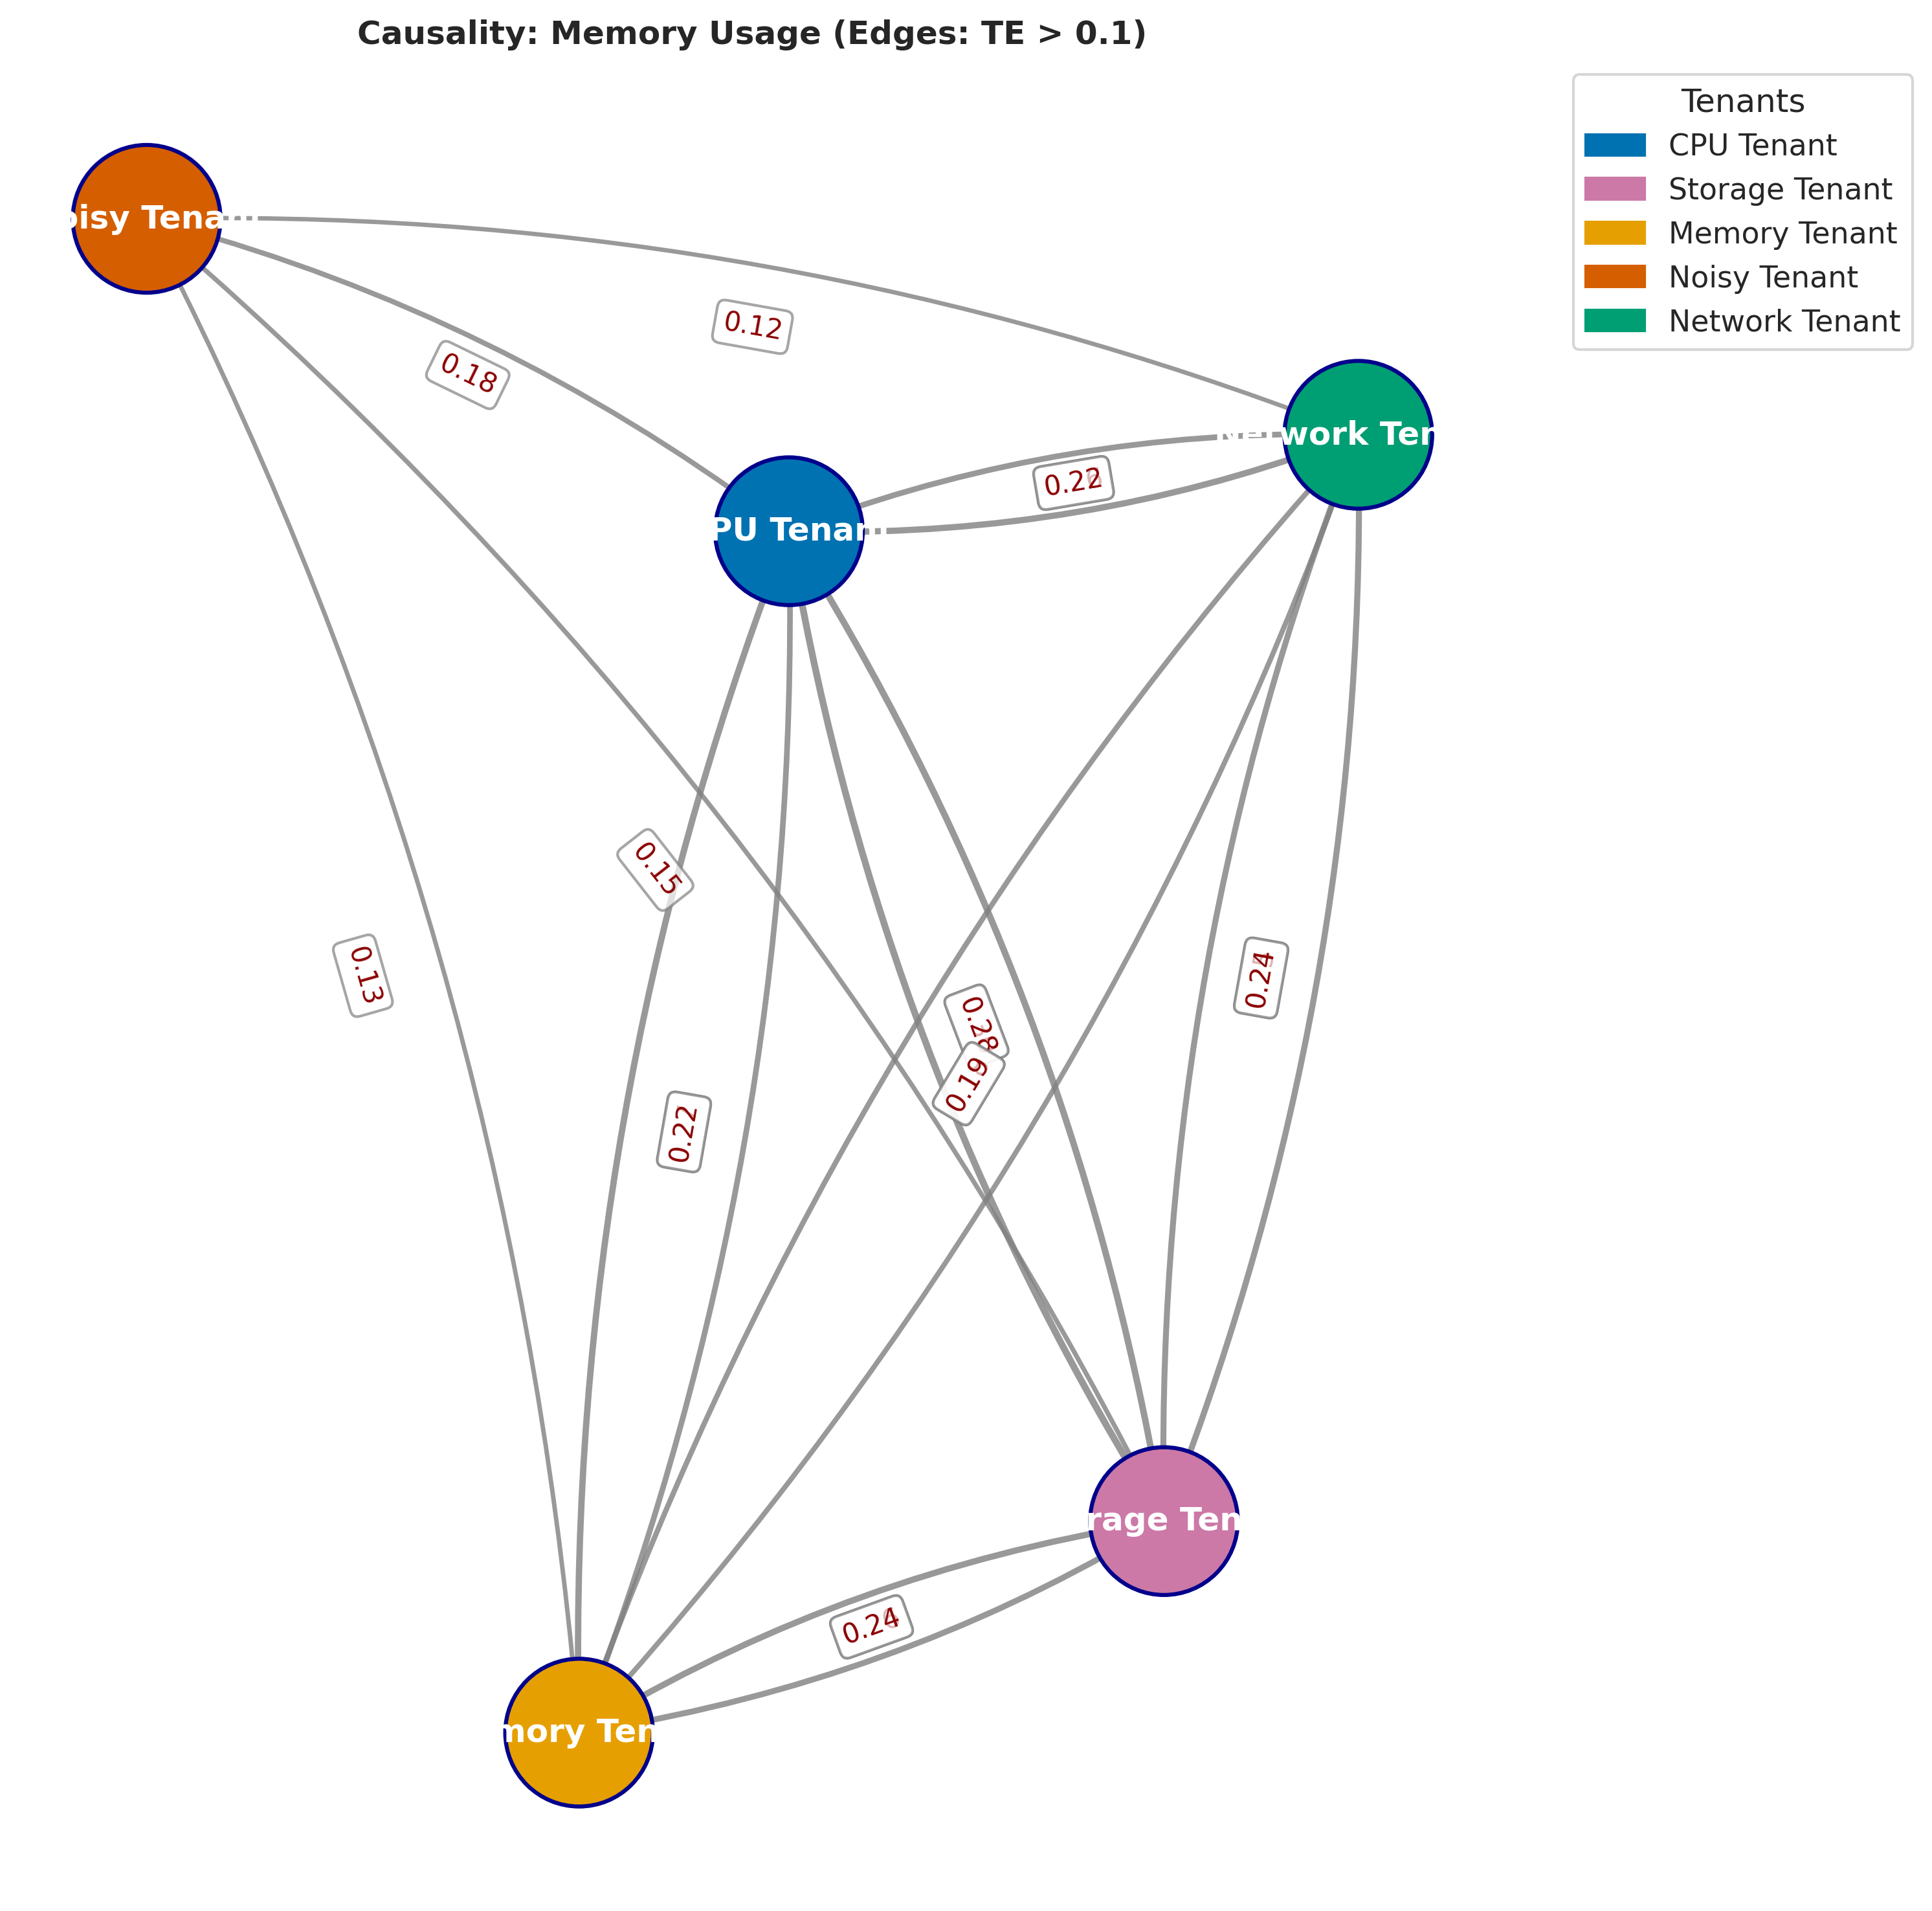 Causality: Memory Usage (Edges: TE > 0.1)
Tenants
CPU Tenant
Storage Tenant
Memory Tenant
Noisy Tenant
Network Tenant
oisy Tena
0.12
0.18
work Ten
0.22
PU Tenan
0.15
0.13
0.24
0.28
0.19
0.22
rage Ten
0.24
mory Ten